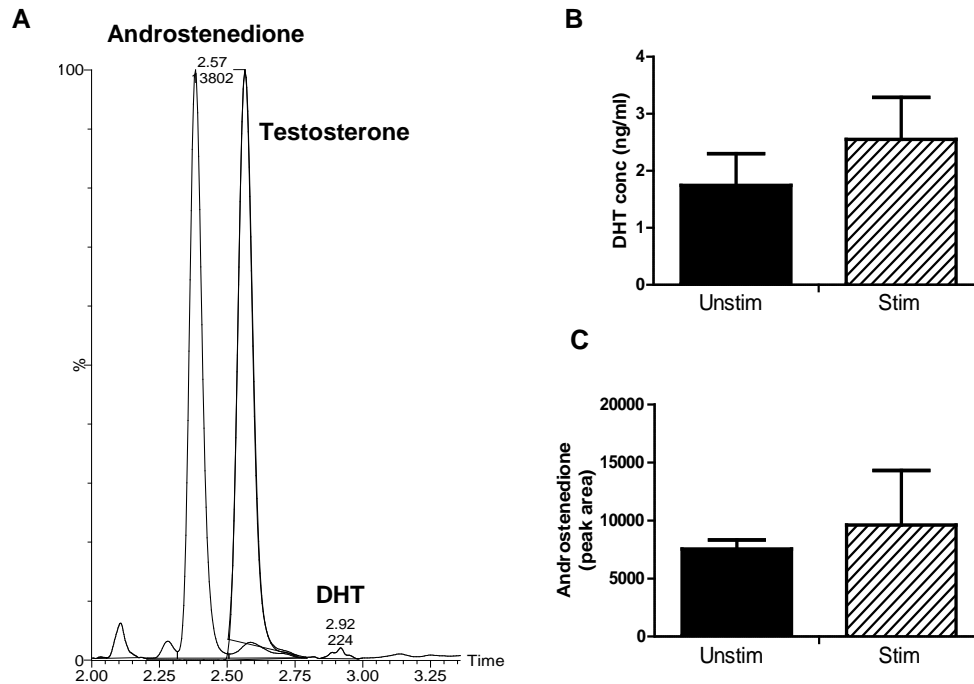 A
Androstenedione
2.57
13802
100
Testosterone
%
DHT
2.92
224
0
Time
2.00 2.25 2.50 2.75 3.00 3.25
B
4
3
2
1
0
DHT conc (ng/ml)
Unstim Stim
C
20000
15000
10000
5000
0
Androstenedione
(peak area)
Unstim Stim